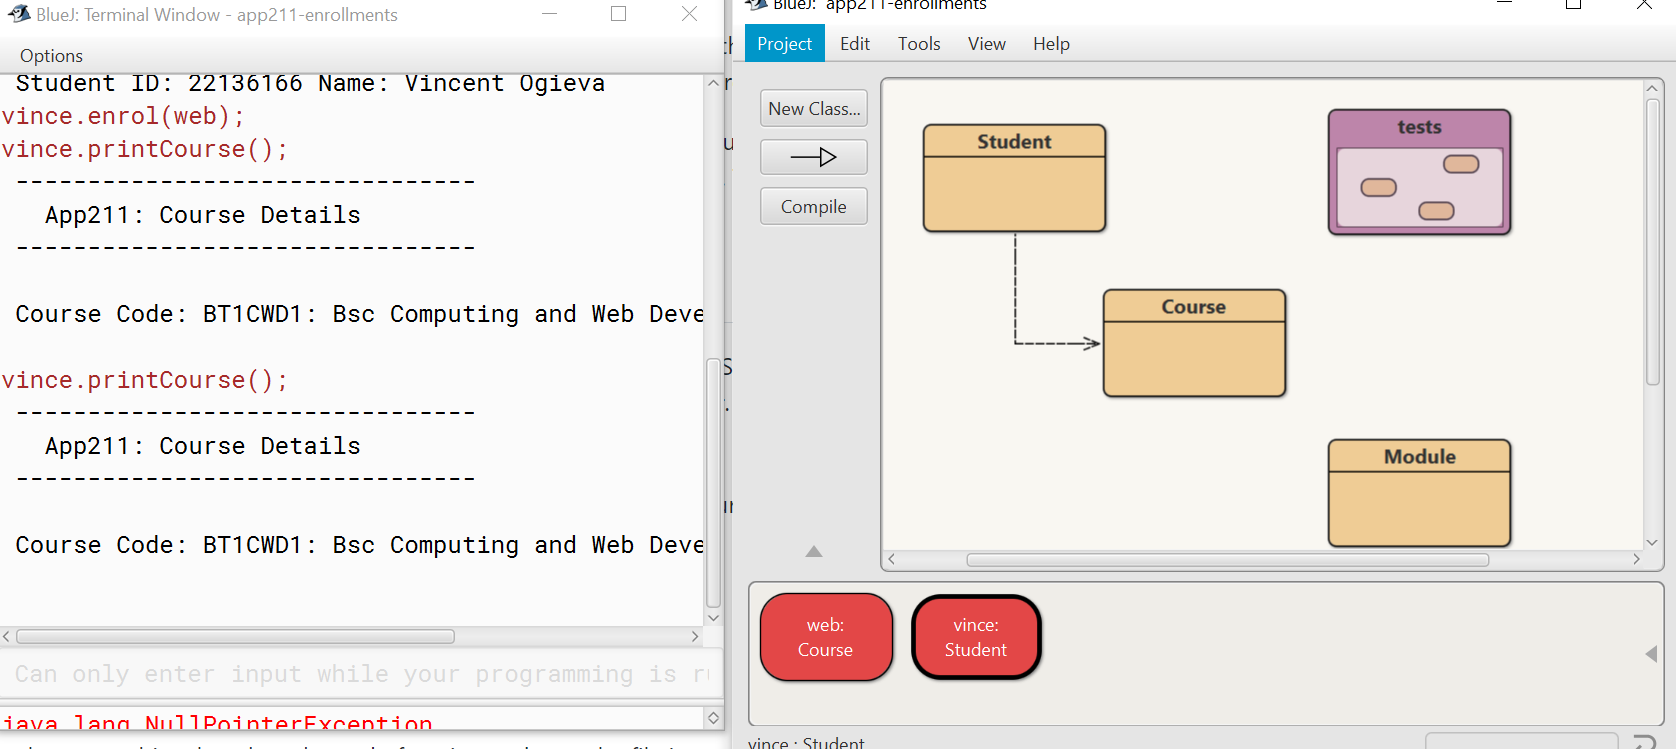 BlueJ: Terminal Window - app211-enrollments
Options
Student ID: 22136166 Name: Vincent Ogieva
vince.enrol(web);
vince.printCourse();
--------------------------------
App211: Course Details
--------------------------------
Course Code: BT1CWD1: Bsc Computing and Web Deve
vince.printCourse();
--------------------------------
App211: Course Details
--------------------------------
Course Code: BT1CWD1: Bsc Computing and Web Deve
Can only enter input while your programming is r
java.lang.NullPointerException
BlueJ: app211-enrollments
Project Edit Tools View Help
New Class...
Compile
Student
tests
Course
Module
web:
Course
vince:
Student
vince : Student